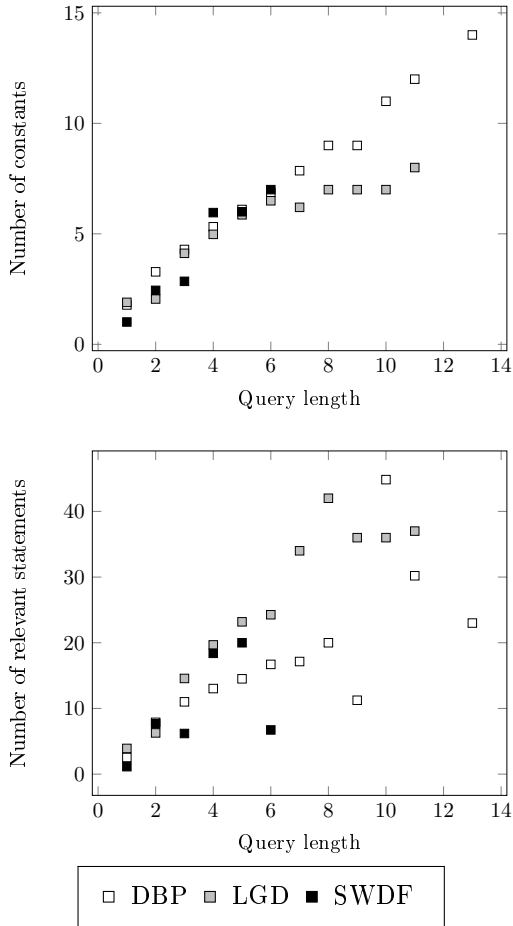 15
10
5
0
Number of constants
0 2 4 6 8 10 12 14
Query length
40
30
20
10
0
Number of relevant statements
0 2 4 6 8 10 12 14
Query length
DBP LGD SWDF